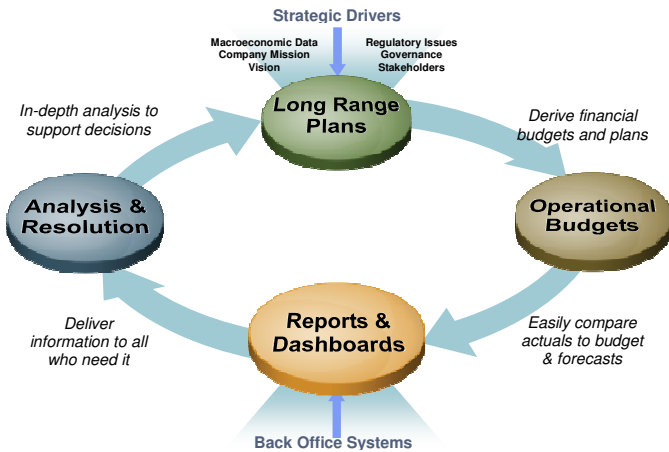 Strategic Drivers
Macroeconomic Data
Company Mission
Vision
Regulatory Issues
Governance
Stakeholders
Long Range
Plans
In-depth analysis to
support decisions
Derive financial
budgets and plans
Analysis &
Resolution
Operational
Budgets
Reports &
Dashboards
Deliver
information to all
who need it
Easily compare
actuals to budget
& forecasts
Back Office Systems